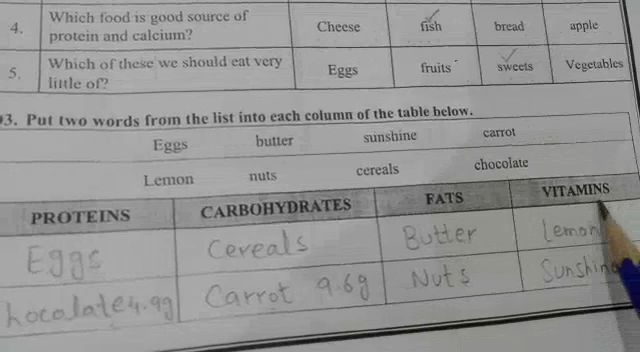 4. Which food is good source of protein and calcium? Cheese fish bread apple
5. Which of these we should eat very little of? Eggs fruits sweets Vegetables
3. Put two words from the list into each column of the table below.
Eggs butter sunshine carrot
Lemon nuts cereals chocolate
PROTEINS CARBOHYDRATES FATS VITAMINS
Eggs Cereals Butter Lemon
hocolate 4.9g Carrot 9.6g Nuts Sunshin